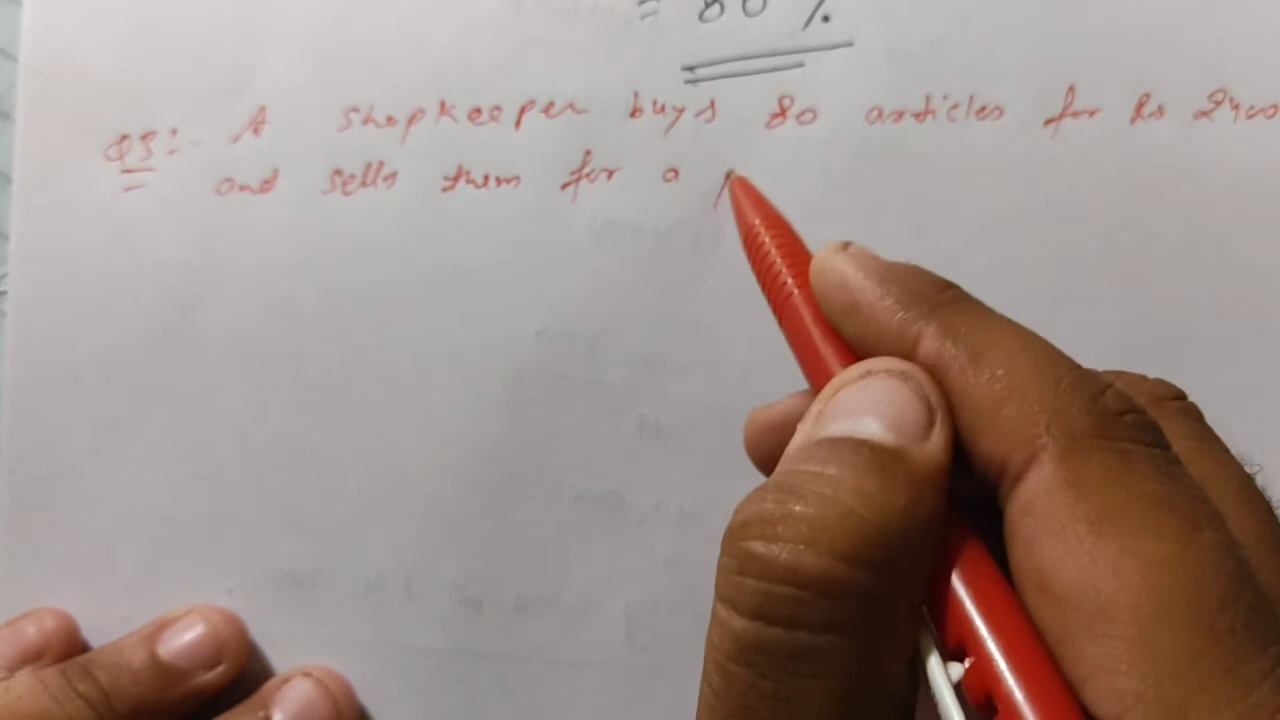 = 80 %
Q5:- A shopkeeper buys 80 articles for Rs 2400
and sells them for a